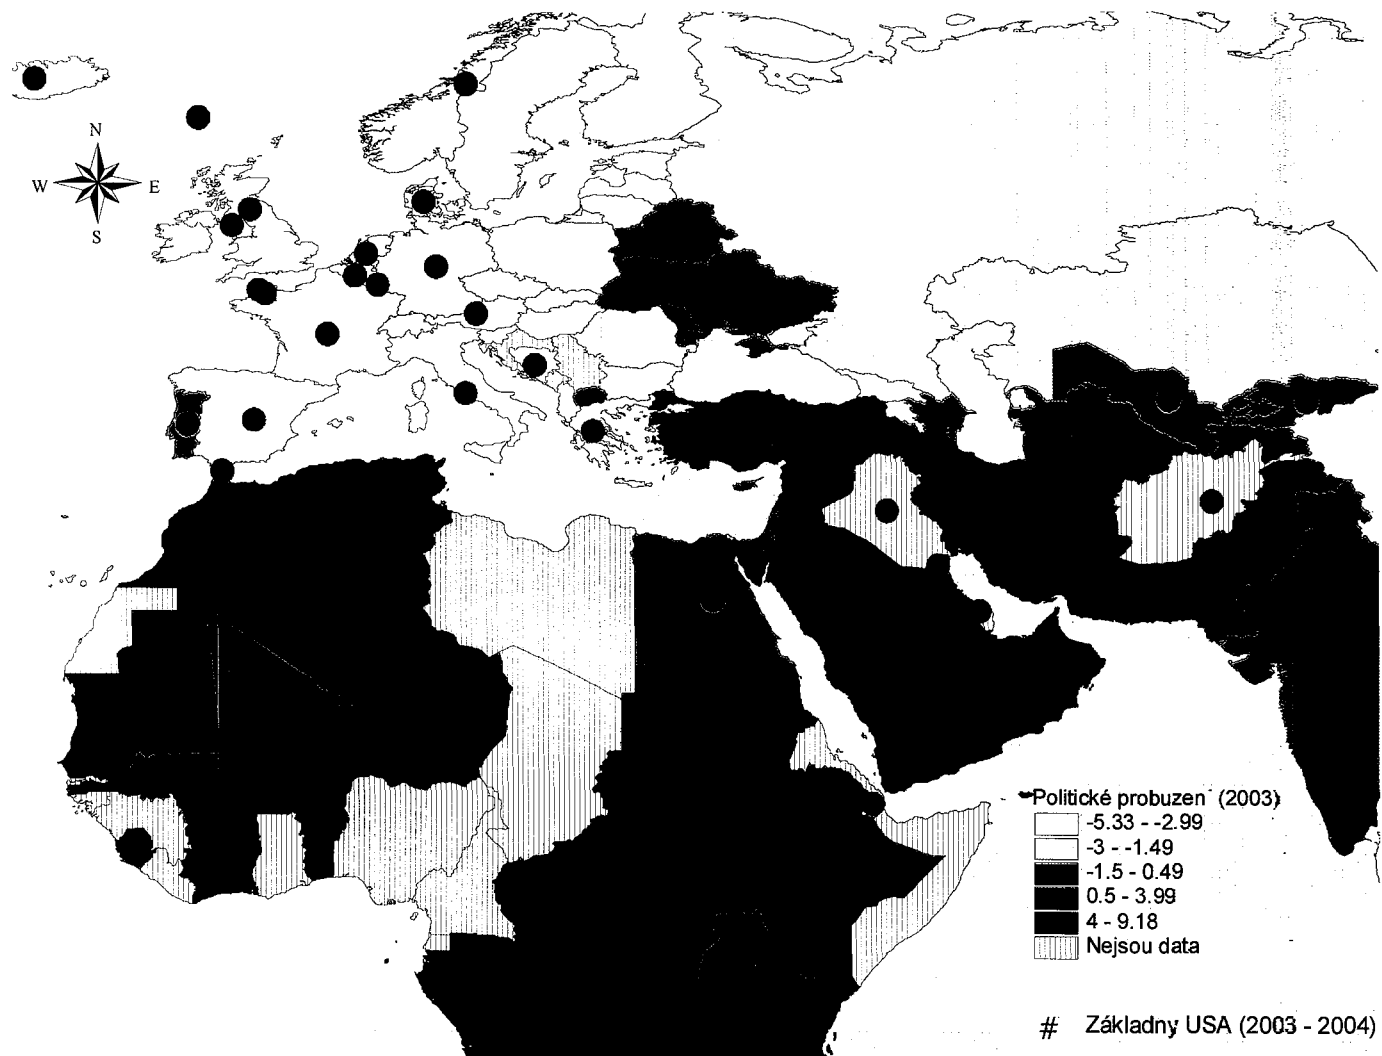 N
W E
S
Politické probuzen (2003)
-5.33 - -2.99
-3 - -1.49
-1.5 - 0.49
0.5 - 3.99
4 - 9.18
Nejsou data
# Základny USA (2003 - 2004)